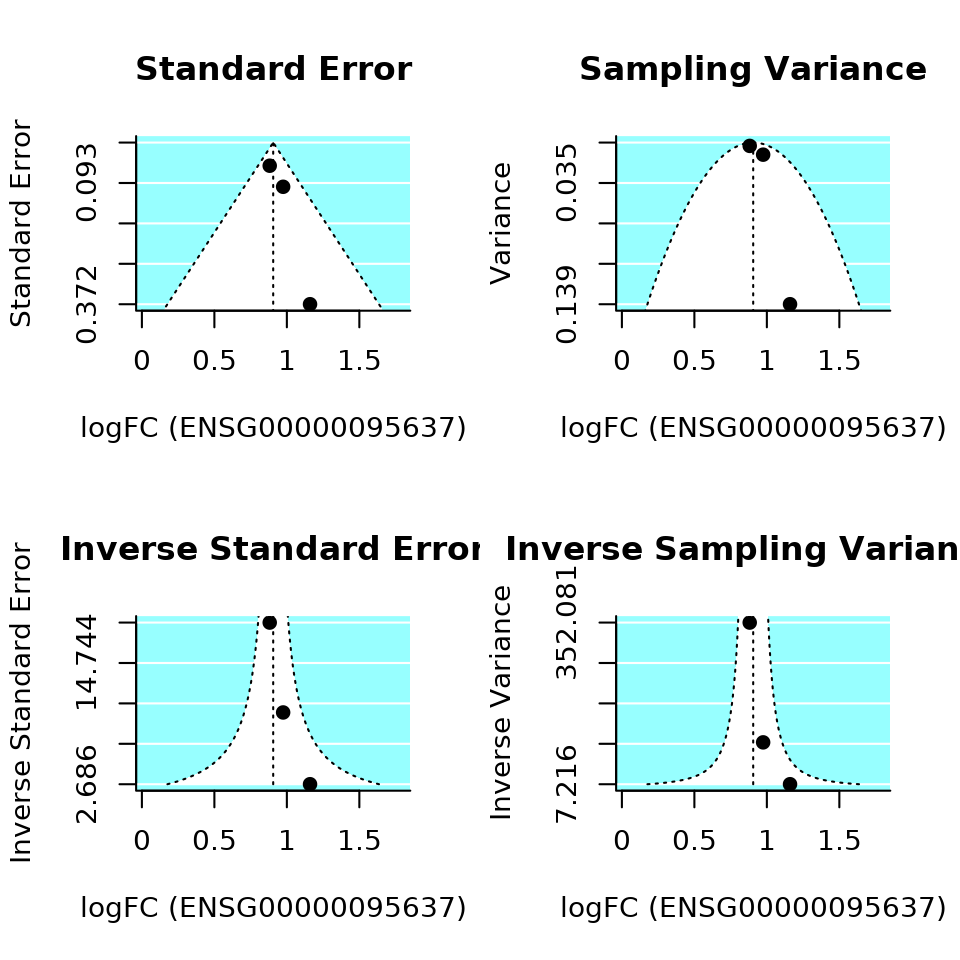 Standard Error
Standard Error
0.093
0.372
0
0.5
1
1.5
logFC (ENSG00000095637)
Sampling Variance
Variance
0.035
0.139
0
0.5
1
1.5
logFC (ENSG00000095637)
Inverse Standard Error
Inverse Standard Error
14.744
2.686
0
0.5
1
1.5
logFC (ENSG00000095637)
Inverse Sampling Varian
Inverse Variance
352.081
7.216
0
0.5
1
1.5
logFC (ENSG00000095637)